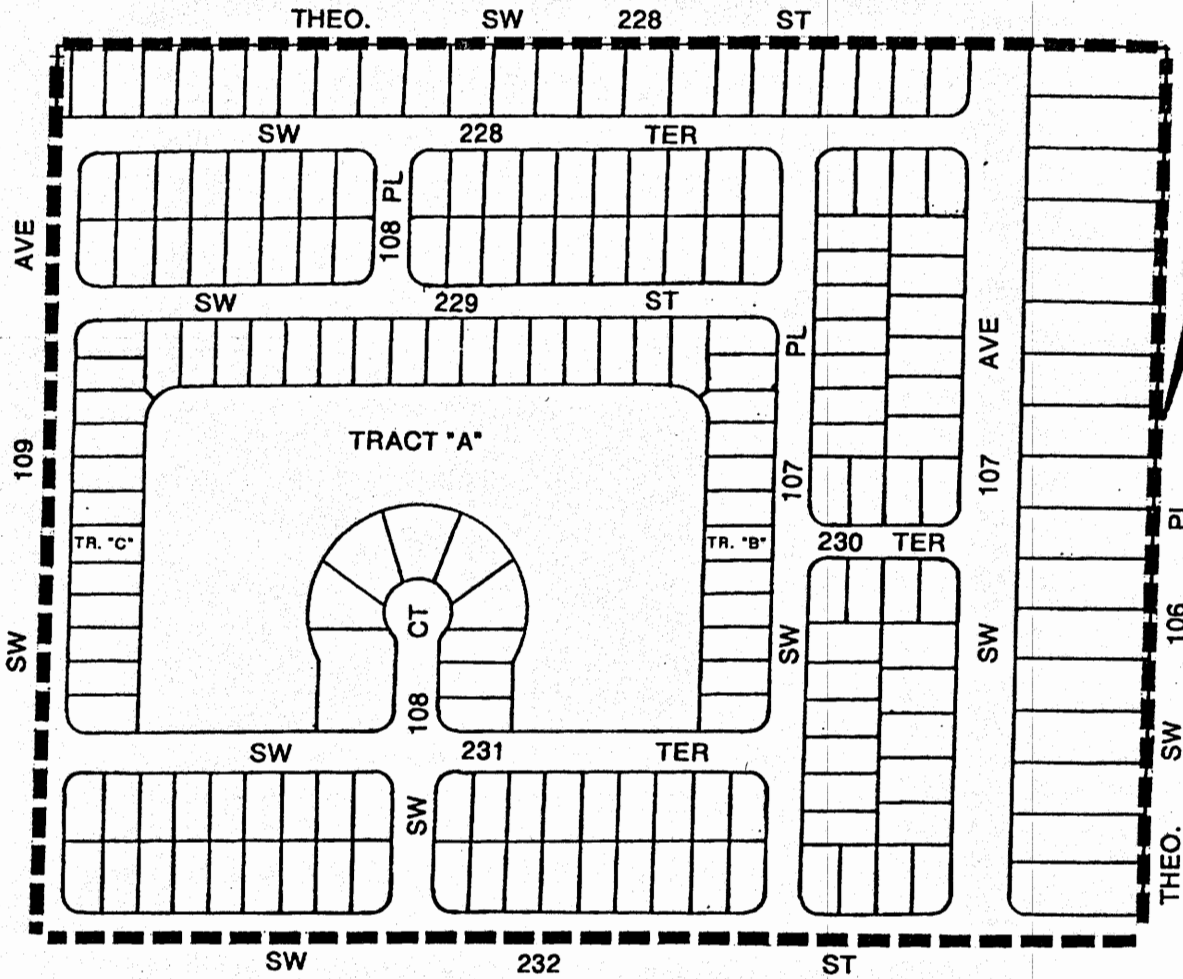 THEO. SW 228 ST
SW 228 TER
108 PL
SW 229 ST
SW 109 AVE
TRACT "A"
TR. "C"
TR. "B"
SW 107 PL
SW 107 AVE
230 TER
SW 108 CT
SW 231 TER
THEO. SW 106 PL
SW 232 ST